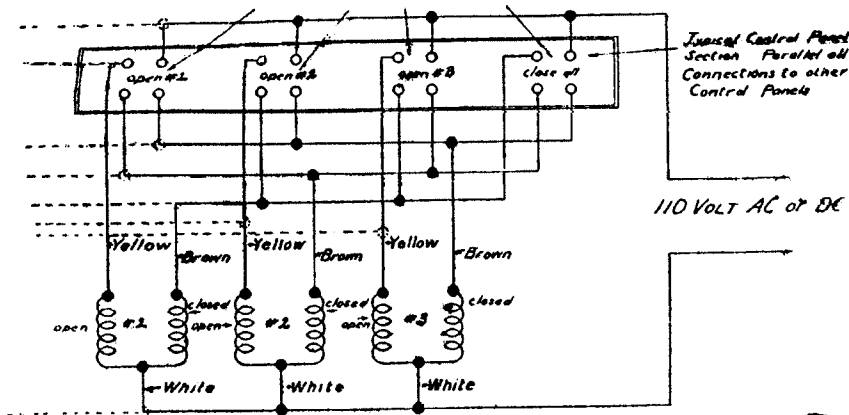 open #1
open #2
open #3
close all
Typical Control Panel
Section Parallel all
Connections to other
Control Panels
110 VOLT AC or DC
Yellow
Brown
Yellow
Brown
Yellow
Brown
open
#1
closed
open
#2
closed
open
#3
closed
White
White
White